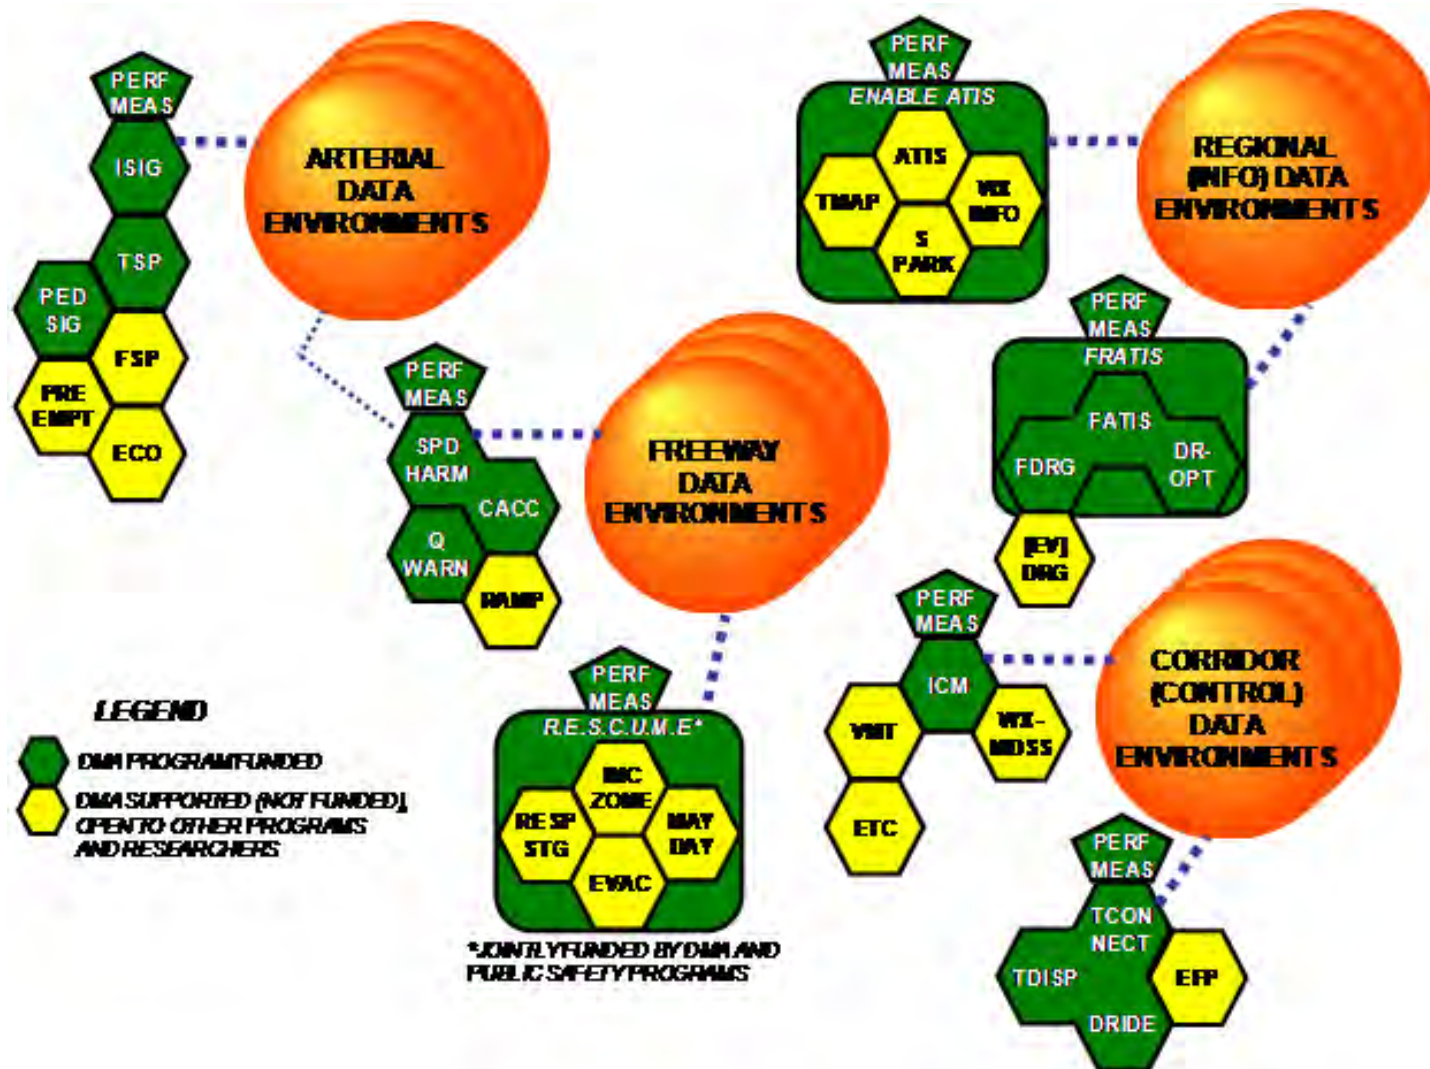 PERF
MEAS
ISIG
TSP
PED
SIG
FSP
PRE
EMPT
ECO
ARTERIAL
DATA
ENVIRONMENTS
PERF
MEAS
ENABLE ATIS
ATIS
TMAP
WX
INFO
S
PARK
REGIONAL
(INFO) DATA
ENVIRONMENTS
PERF
MEAS
FRATIS
FATIS
FDRG
DR-
OPT
[EV]
DRG
PERF
MEAS
SPD
HARM
CACC
Q
WARN
RAMP
FREEWAY
DATA
ENVIRONMENTS
PERF
MEAS
R.E.S.C.U.M.E*
INC
ZONE
RESP
STG
MAY
DAY
EVAC
*JOINTLY FUNDED BY DMA AND
PUBLIC SAFETY PROGRAMS
PERF
MEAS
ICM
VMT
WX-
MDSS
ETC
CORRIDOR
(CONTROL)
DATA
ENVIRONMENTS
PERF
MEAS
TCON
NECT
TDISP
EFP
DRIDE
LEGEND
DMA PROGRAM FUNDED
DMA SUPPORTED (NOT FUNDED),
OPEN TO OTHER PROGRAMS
AND RESEARCHERS